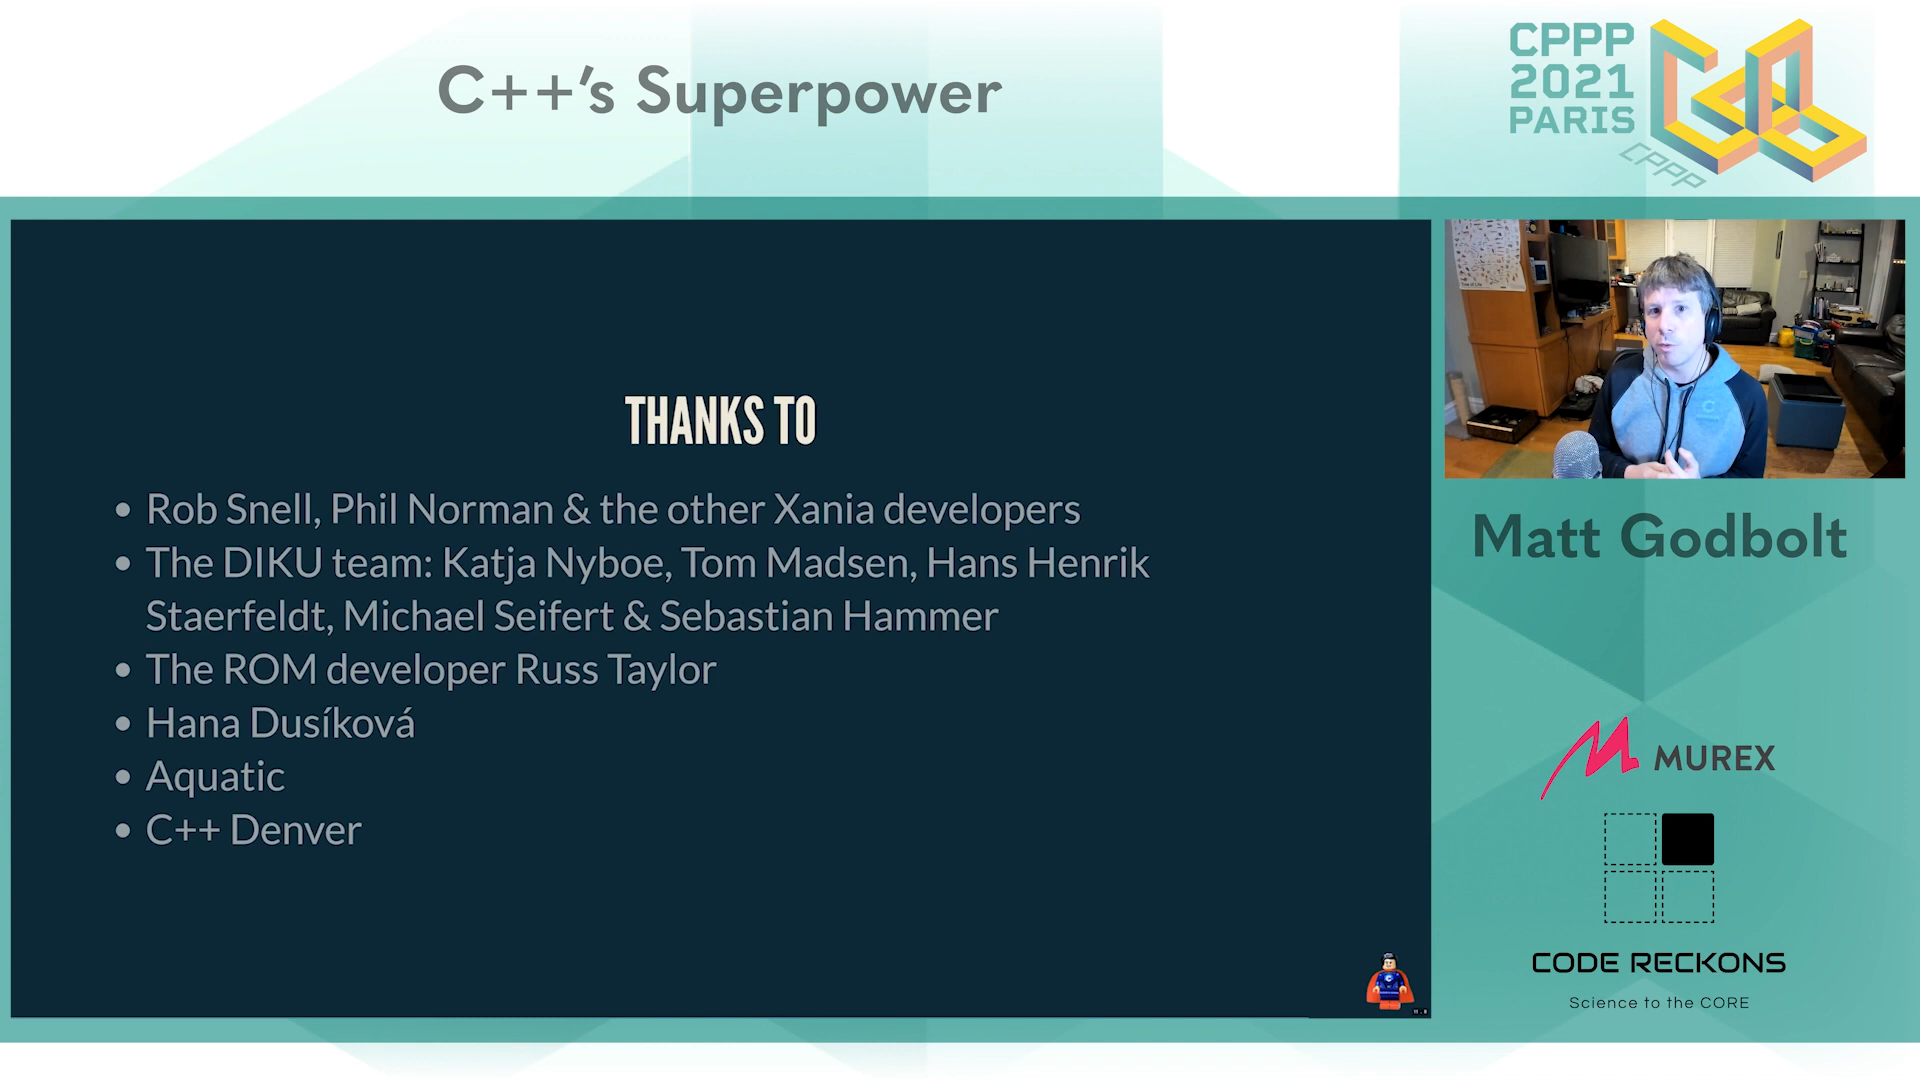 C++'s Superpower
CPPP
2021
PARIS
CPPP
THANKS TO
• Rob Snell, Phil Norman & the other Xania developers
• The DIKU team: Katja Nyboe, Tom Madsen, Hans Henrik
Staerfeldt, Michael Seifert & Sebastian Hammer
• The ROM developer Russ Taylor
• Hana Dusíková
• Aquatic
• C++ Denver
Matt Godbolt
MUREX
CODE RECKONS
Science to the CORE